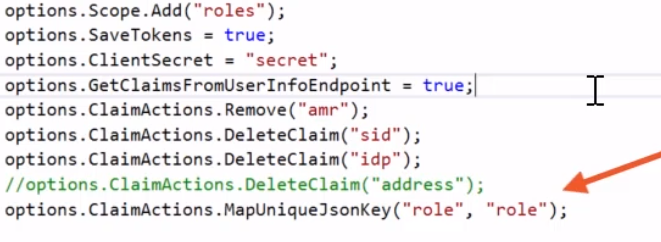 options.Scope.Add("roles");
options.SaveTokens = true;
options.ClientSecret = "secret";
options.GetClaimsFromUserInfoEndpoint = true;
options.ClaimActions.Remove("amr");
options.ClaimActions.DeleteClaim("sid");
options.ClaimActions.DeleteClaim("idp");
//options.ClaimActions.DeleteClaim("address");
options.ClaimActions.MapUniqueJsonKey("role", "role");